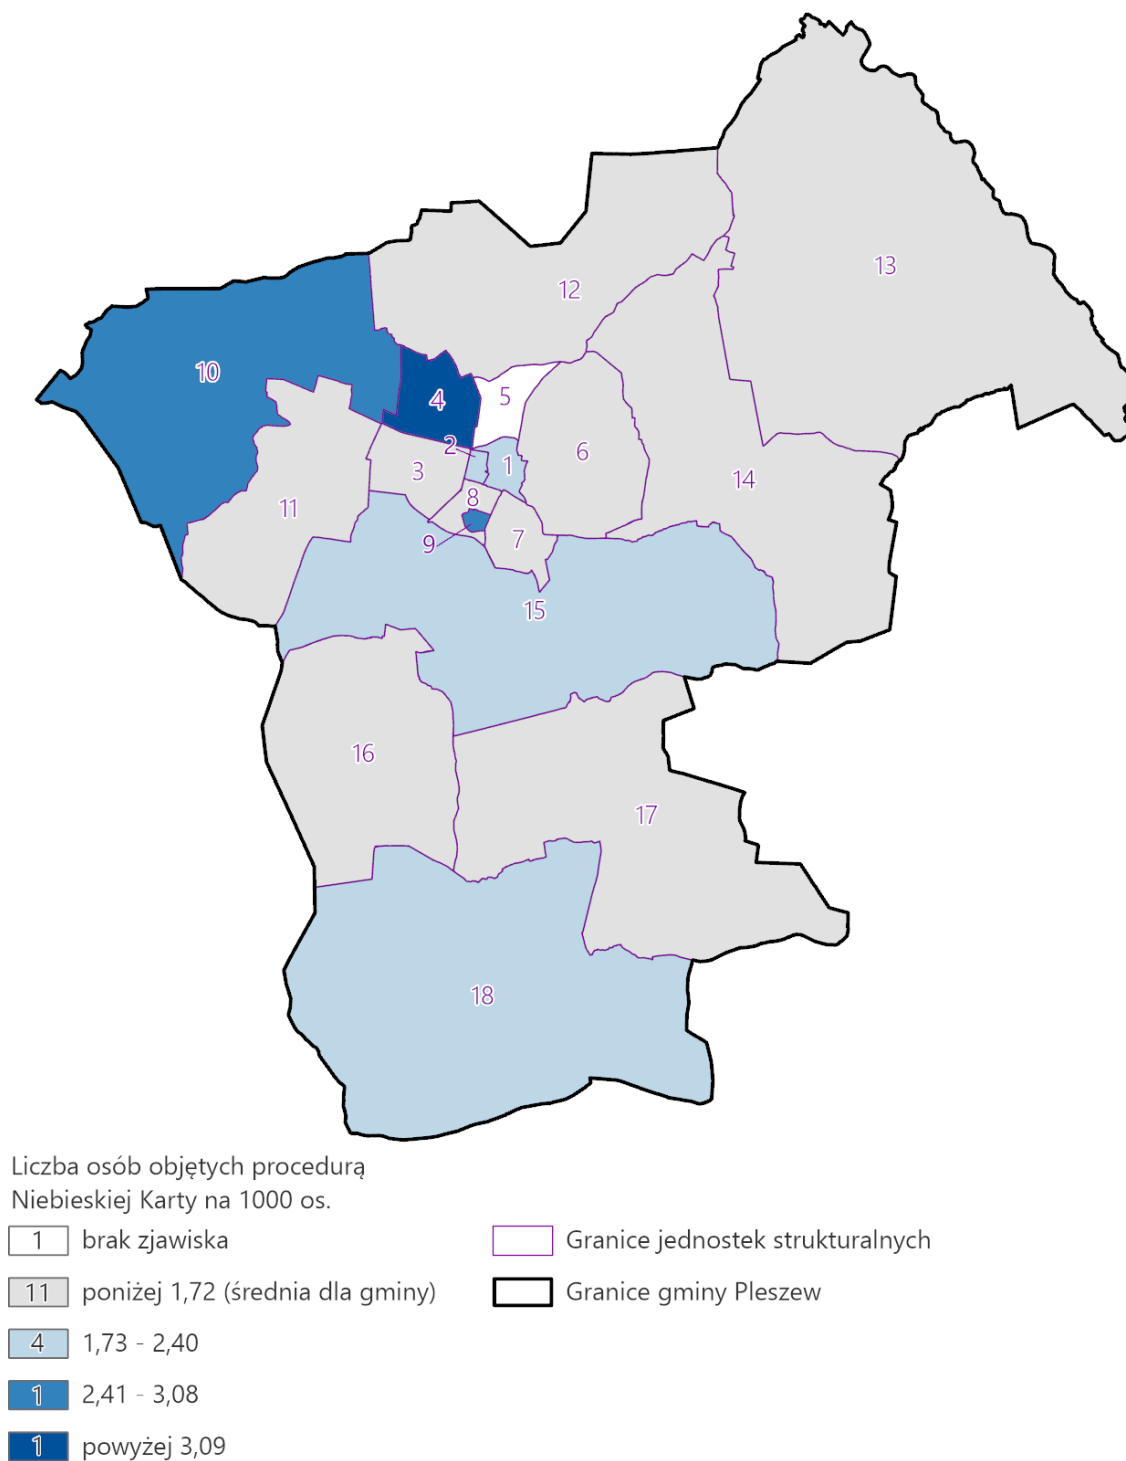 13
12
10
4
5
2
1
6
3
14
11
8
9
7
15
16
17
18
Liczba osób objętych procedurą
Niebieskiej Karty na 1000 os.
1 brak zjawiska
Granice jednostek strukturalnych
11 poniżej 1,72 (średnia dla gminy)
Granice gminy Pleszew
4 1,73 - 2,40
1 2,41 - 3,08
1 powyżej 3,09